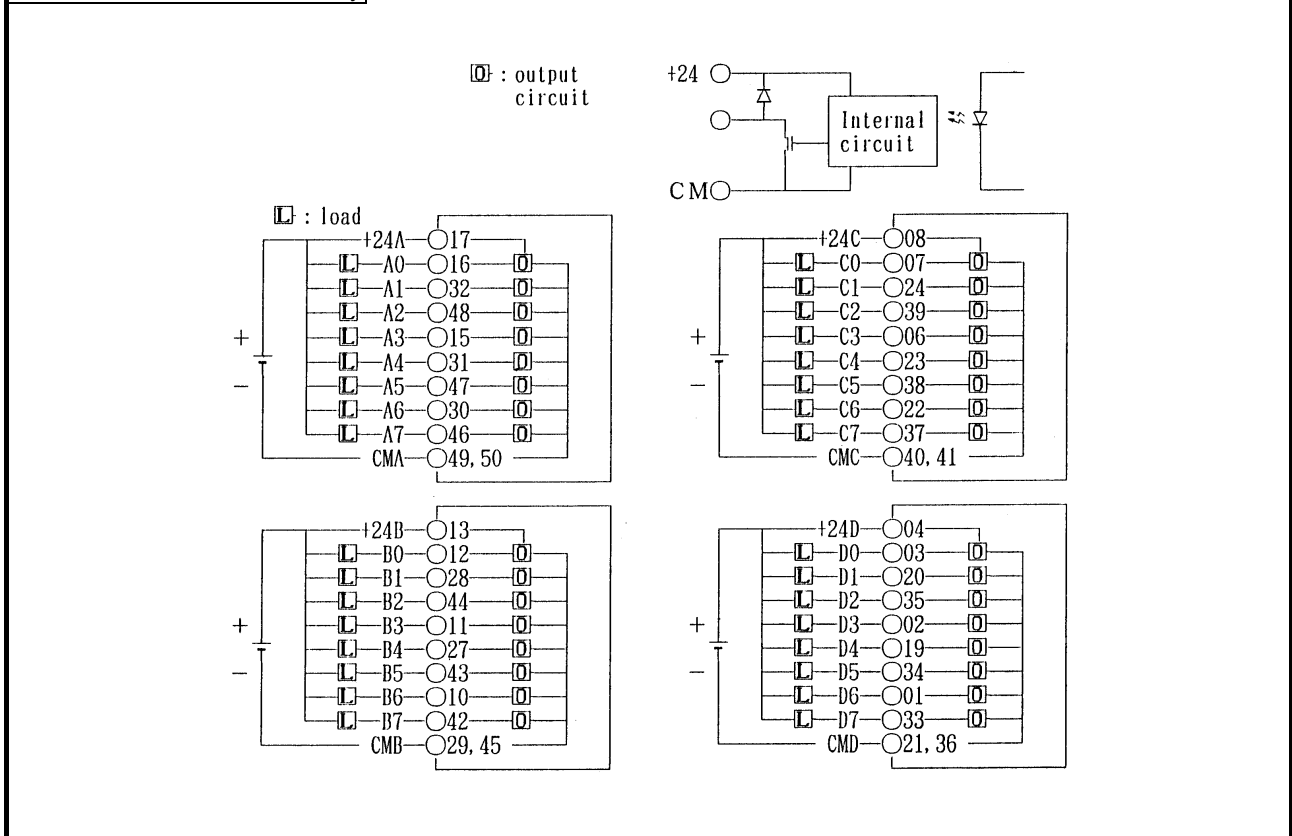 O : output
circuit
+24
Internal
circuit
CM
L : load
+24A 17
L A0 16 O
L A1 32 O
L A2 48 O
L A3 15 O
L A4 31 O
L A5 47 O
L A6 30 O
L A7 46 O
CMA 49, 50
+
-
+24C 08
L C0 07 O
L C1 24 O
L C2 39 O
L C3 06 O
L C4 23 O
L C5 38 O
L C6 22 O
L C7 37 O
CMC 40, 41
+
-
+24B 13
L B0 12 O
L B1 28 O
L B2 44 O
L B3 11 O
L B4 27 O
L B5 43 O
L B6 10 O
L B7 42 O
CMB 29, 45
+
-
+24D 04
L D0 03 O
L D1 20 O
L D2 35 O
L D3 02 O
L D4 19 O
L D5 34 O
L D6 01 O
L D7 33 O
CMD 21, 36
+
-